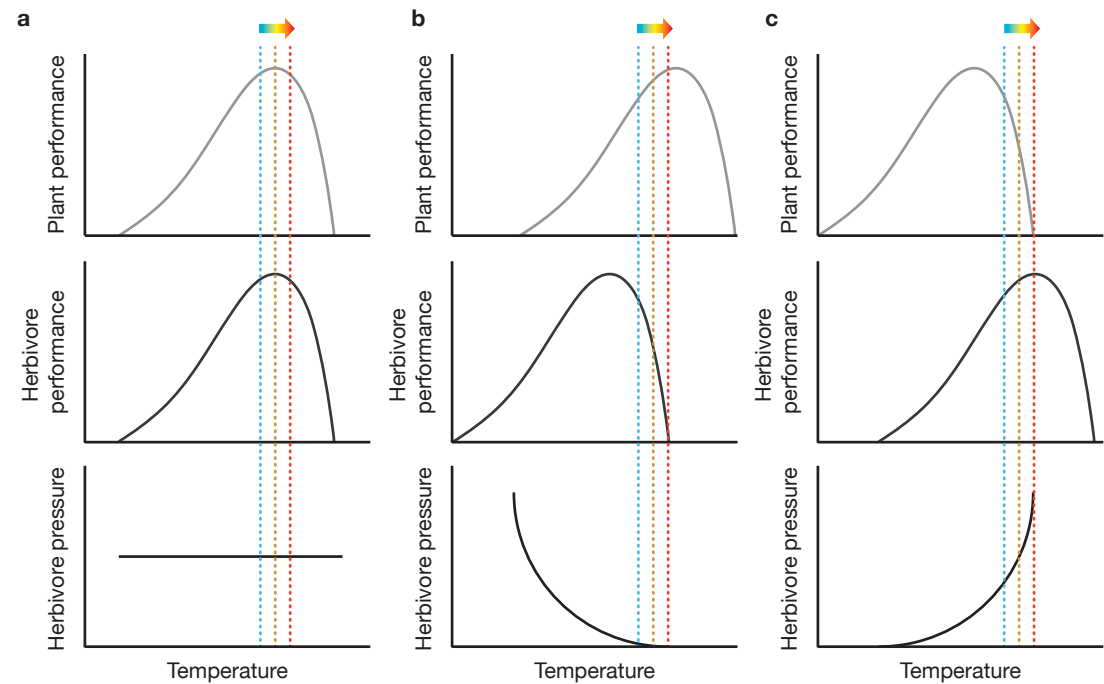 a
b
c
Plant performance
Plant performance
Plant performance
Herbivore
performance
Herbivore
performance
Herbivore
performance
Herbivore pressure
Herbivore pressure
Herbivore pressure
Temperature
Temperature
Temperature